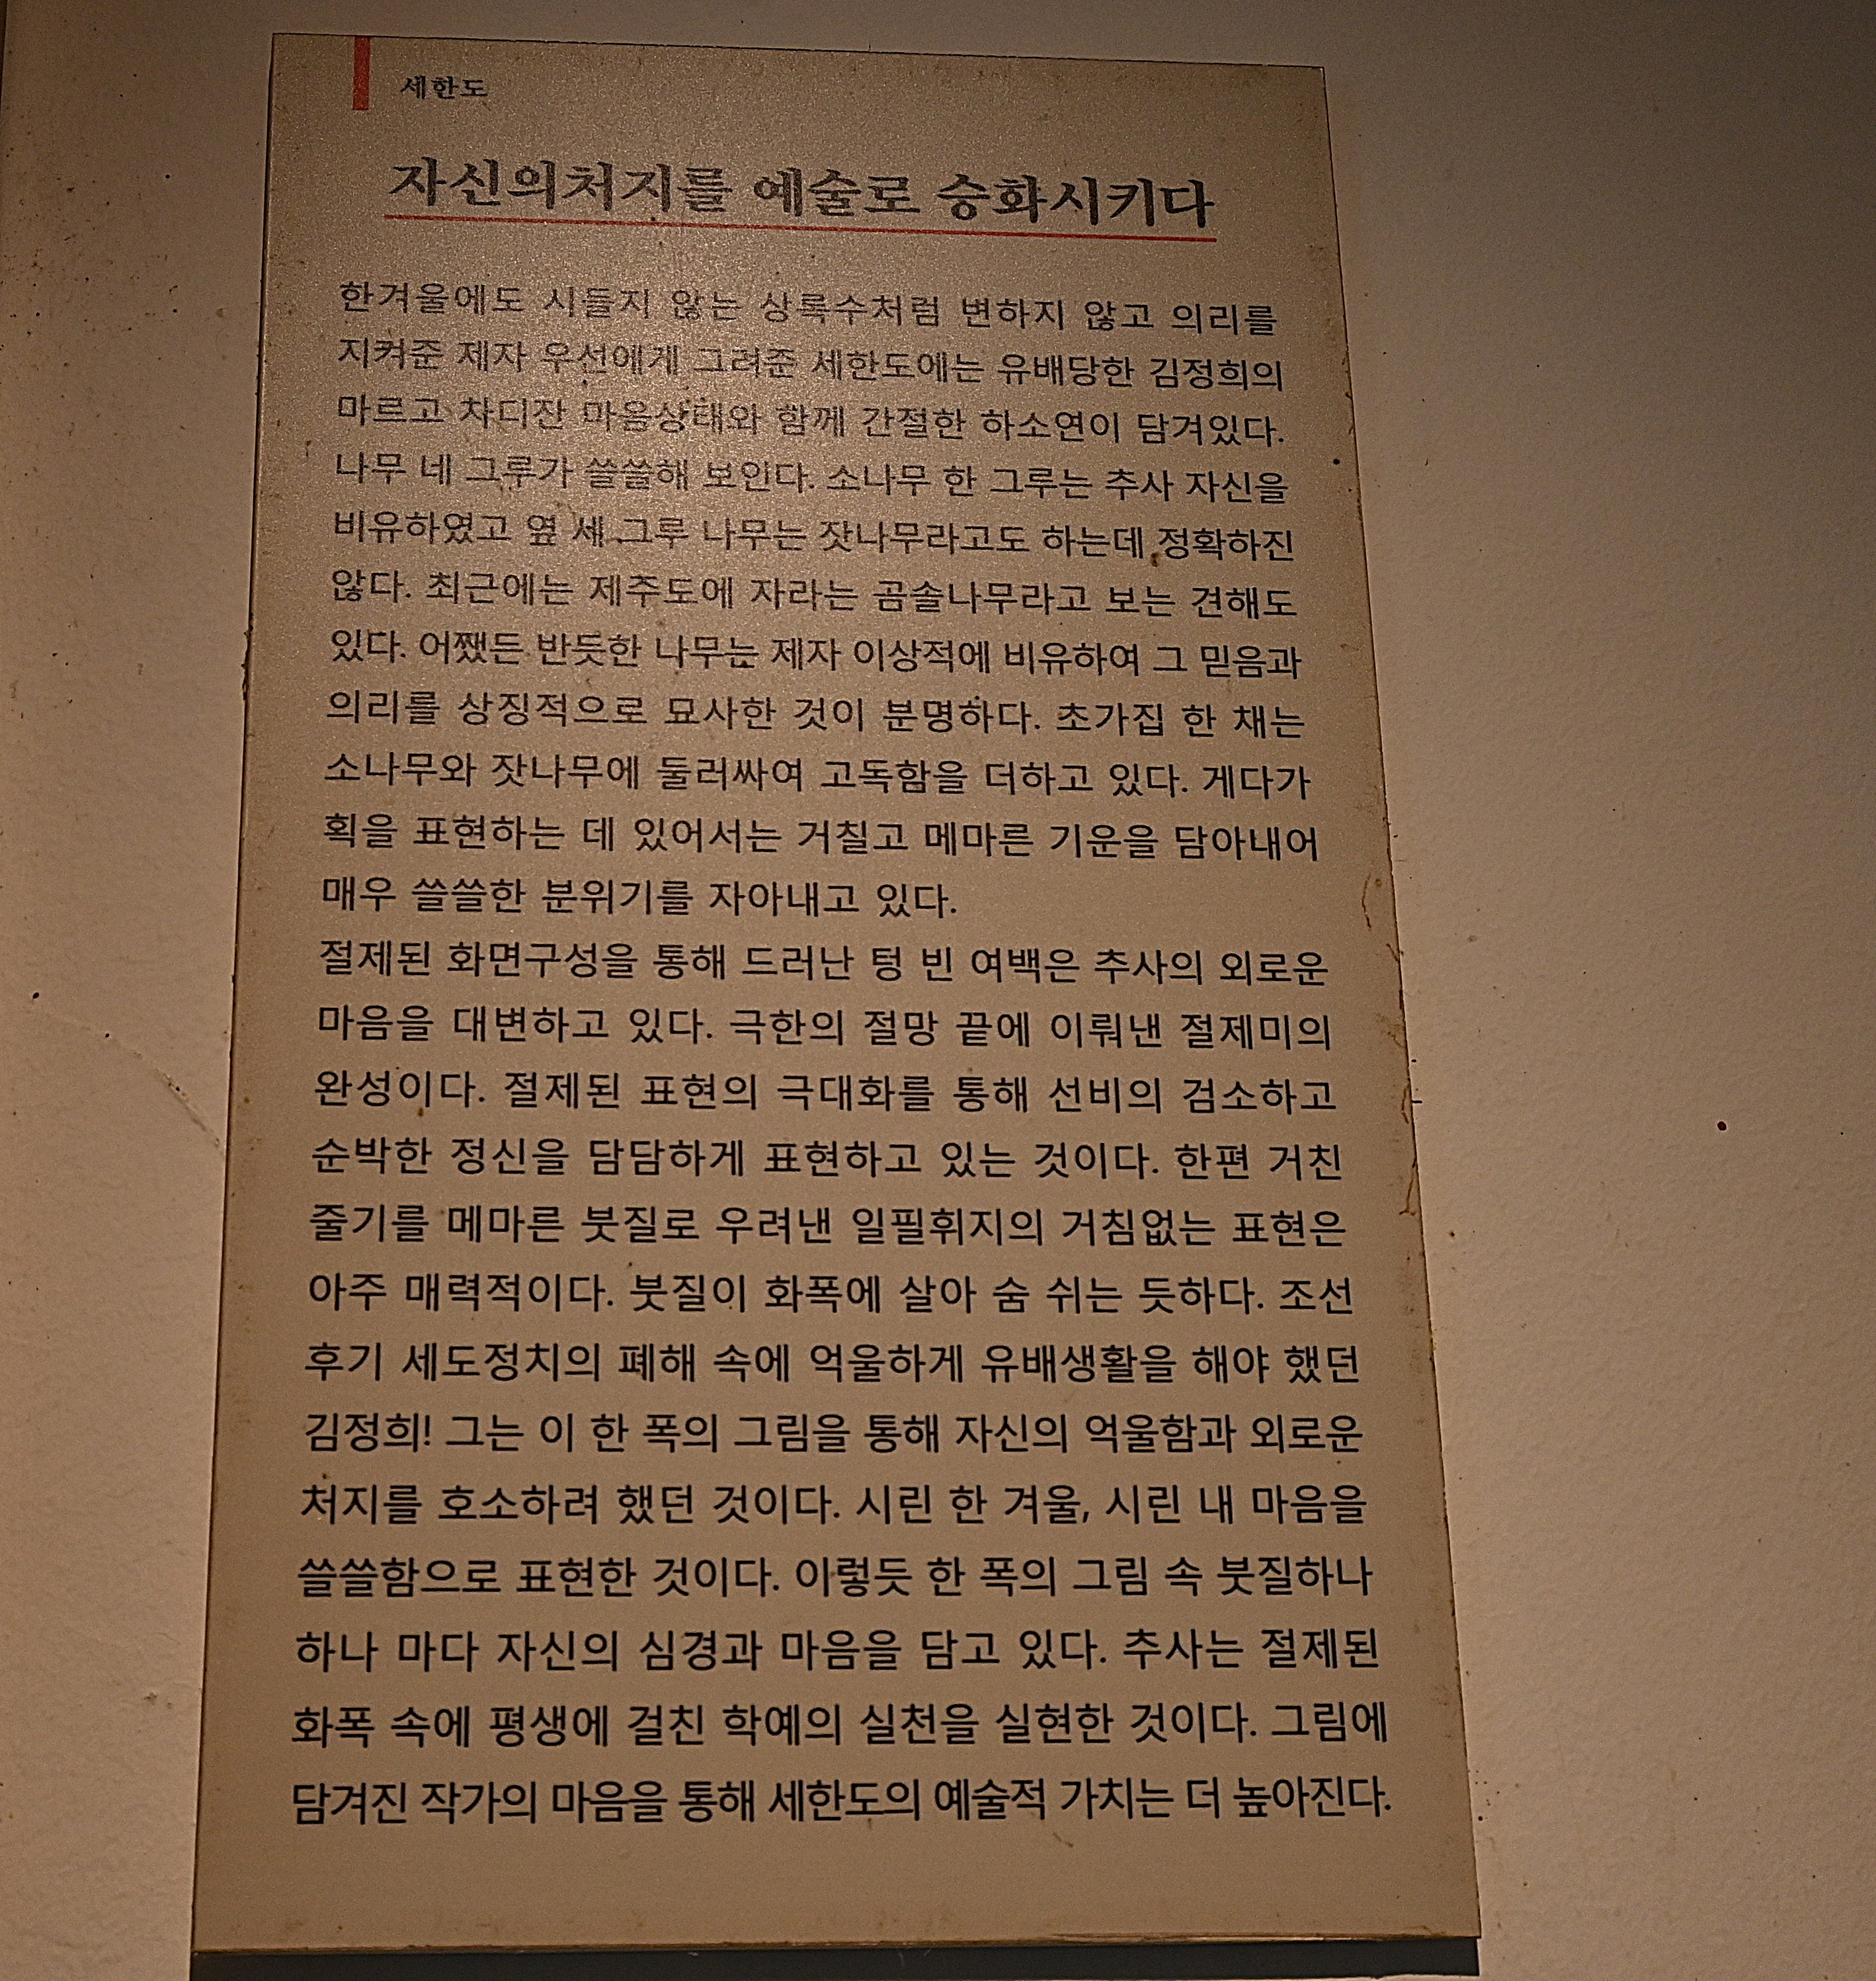 세한도
자신의처지를 예술로 승화시키다
한겨울에도 시들지 않는 상록수처럼 변하지 않고 의리를
지켜준 제자 우선에게 그려준 세한도에는 유배당한 김정희의
마르고 차디찬 마음상태와 함께 간절한 하소연이 담겨있다.
나무 네 그루가 쓸쓸해 보인다. 소나무 한 그루는 추사 자신을
비유하였고 옆 세 그루 나무는 잣나무라고도 하는데 정확하진
않다. 최근에는 제주도에 자라는 곰솔나무라고 보는 견해도
있다. 어쨌든 반듯한 나무는 제자 이상적에 비유하여 그 믿음과
의리를 상징적으로 묘사한 것이 분명하다. 초가집 한 채는
소나무와 잣나무에 둘러싸여 고독함을 더하고 있다. 게다가
획을 표현하는 데 있어서는 거칠고 메마른 기운을 담아내어
매우 쓸쓸한 분위기를 자아내고 있다.
절제된 화면구성을 통해 드러난 텅 빈 여백은 추사의 외로운
마음을 대변하고 있다. 극한의 절망 끝에 이뤄낸 절제미의
완성이다. 절제된 표현의 극대화를 통해 선비의 검소하고
순박한 정신을 담담하게 표현하고 있는 것이다. 한편 거친
줄기를 메마른 붓질로 우려낸 일필휘지의 거침없는 표현은
아주 매력적이다. 붓질이 화폭에 살아 숨 쉬는 듯하다. 조선
후기 세도정치의 폐해 속에 억울하게 유배생활을 해야 했던
김정희! 그는 이 한 폭의 그림을 통해 자신의 억울함과 외로운
처지를 호소하려 했던 것이다. 시린 한 겨울, 시린 내 마음을
쓸쓸함으로 표현한 것이다. 이렇듯 한 폭의 그림 속 붓질하나
하나 마다 자신의 심경과 마음을 담고 있다. 추사는 절제된
화폭 속에 평생에 걸친 학예의 실천을 실현한 것이다. 그림에
담겨진 작가의 마음을 통해 세한도의 예술적 가치는 더 높아진다.